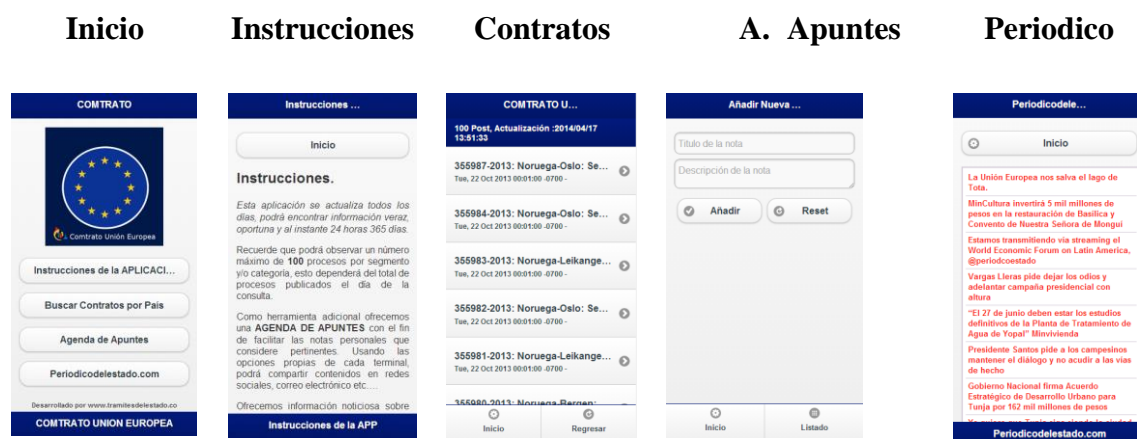 Inicio
Instrucciones
Contratos
A. Apuntes
Periodico
COMTRATO
Comtrato Unión Europea
Instrucciones de la APLICACI...
Buscar Contratos por Pais
Agenda de Apuntes
Periodicodelestado.com
Desarrollado por www.tramitesdelestado.co
COMTRATO UNION EUROPEA
Instrucciones ...
Inicio
Instrucciones.
Esta aplicación se actualiza todos los
días, podrá encontrar información veraz,
oportuna y al instante 24 horas 365 días.
Recuerde que podrá observar un número
máximo de 100 procesos por segmento
y/o categoria, esto dependerá del total de
procesos publicados el día de la
consulta.
Como herramienta adicional ofrecemos
una AGENDA DE APUNTES con el fin
de facilitar las notas personales que
considere pertinentes. Usando las
opciones propias de cada terminal,
podrá compartir contenidos en redes
sociales, correo electrónico etc....
Ofrecemos información noticiosa sobre
Instrucciones de la APP
COMTRATO U...
100 Post, Actualización :2014/04/17
13:51:33
355987-2013: Noruega-Oslo: Se...
Tue, 22 Oct 2013 00:01:00 -0700 -
355984-2013: Noruega-Oslo: Se...
Tue, 22 Oct 2013 00:01:00 -0700 -
355983-2013: Noruega-Leikange...
Tue, 22 Oct 2013 00:01:00 -0700 -
355982-2013: Noruega-Oslo: Se...
Tue, 22 Oct 2013 00:01:00 -0700 -
355981-2013: Noruega-Leikange...
Tue, 22 Oct 2013 00:01:00 -0700 -
355980-2013: Noruega-Bergen:
Inicio
Regresar
Añadir Nueva ...
Titulo de la nota
Descripción de la nota
Añadir
Reset
Inicio
Listado
Periodicodele...
Inicio
La Unión Europea nos salva el lago de
Tota.
MinCultura invertirá 5 mil millones de
pesos en la restauración de Basílica y
Convento de Nuestra Señora de Mongui
Estamos transmitiendo via streaming el
World Economic Forum on Latin America,
@periodcoestado
Vargas Lleras pide dejar los odios y
adelantar campaña presidencial con
altura
“El 27 de junio deben estar los estudios
definitivos de la Planta de Tratamiento de
Agua de Yopal” Minvivienda
Presidente Santos pide a los campesinos
mantener el diálogo y no acudir a las vías
de hecho
Gobierno Nacional firma Acuerdo
Estratégico de Desarrollo Urbano para
Tunja por 162 mil millones de pesos
Periodicodelestado.com